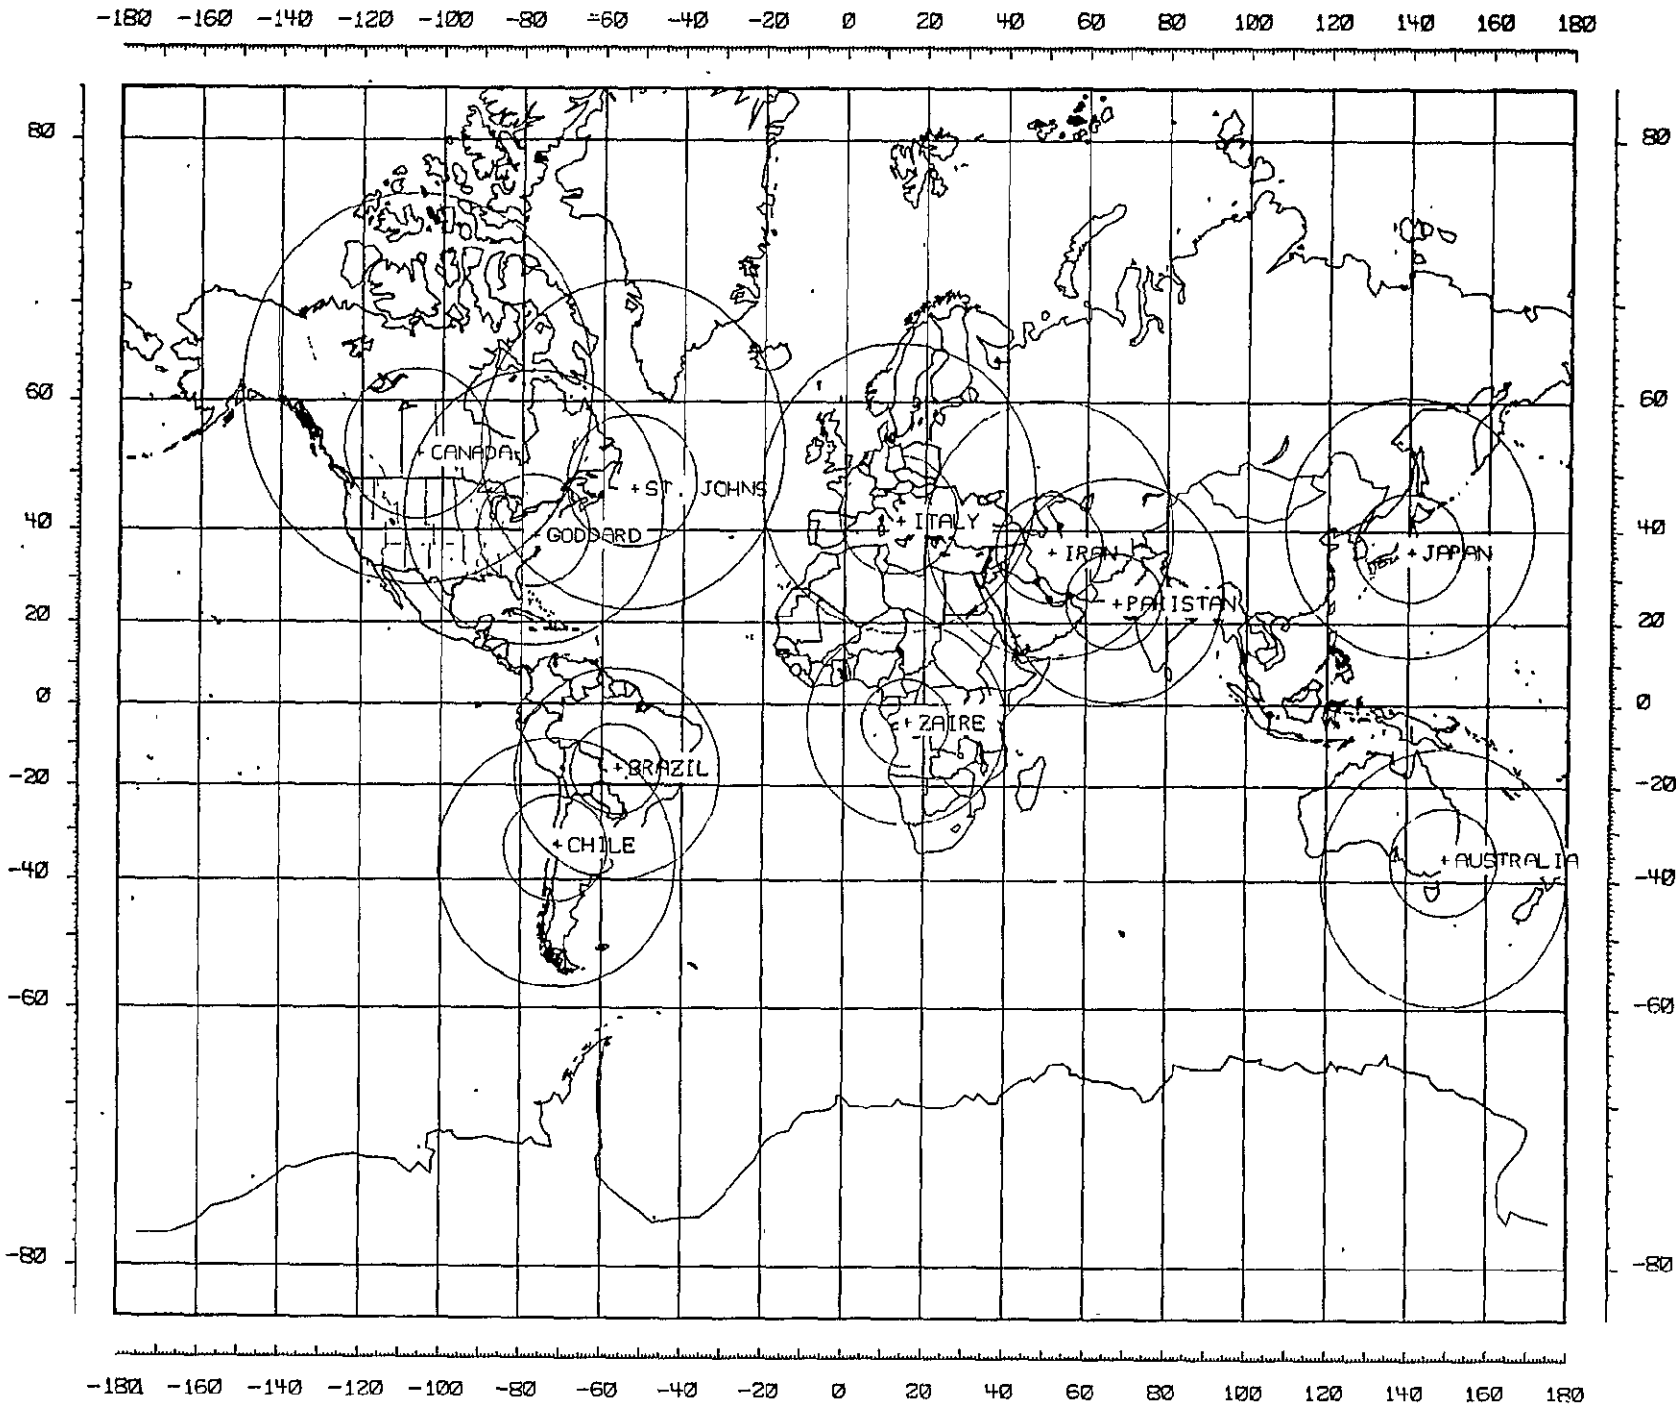 -180 -160 -140 -120 -100 -80 -60 -40 -20 0 20 40 60 80 100 120 140 160 180
80 80
60 60
CANADA
ST. JOHNS
40 GODDARD ITALY 40
IRAN JAPAN
PAKISTAN
20 20
0 0
ZAIRE
BRAZIL
-20 -20
CHILE
AUSTRALIA
-40 -40
-60 -60
-80 -80
-180 -160 -140 -120 -100 -80 -60 -40 -20 0 20 40 60 80 100 120 140 160 180